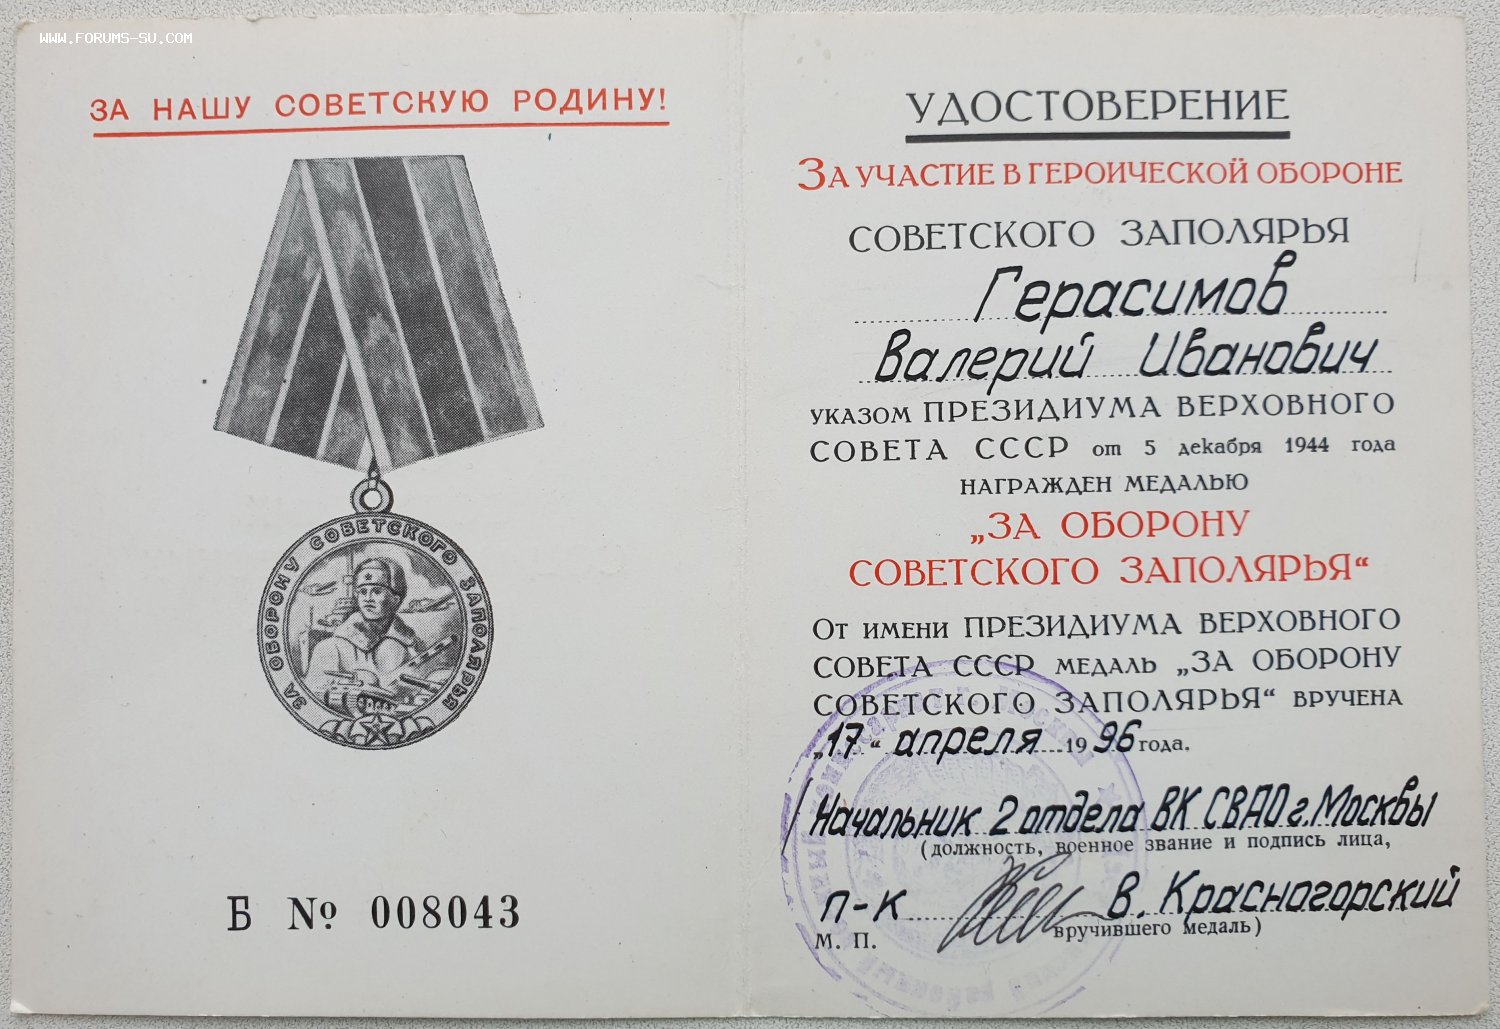 WWW.FORUMS-SU.COM
ЗА НАШУ СОВЕТСКУЮ РОДИНУ!
ЗА ОБОРОНУ СОВЕТСКОГО ЗАПОЛЯРЬЯ
Б № 008043
УДОСТОВЕРЕНИЕ
ЗА УЧАСТИЕ В ГЕРОИЧЕСКОЙ ОБОРОНЕ
СОВЕТСКОГО ЗАПОЛЯРЬЯ
Герасимов
Валерий Иванович
УКАЗОМ ПРЕЗИДИУМА ВЕРХОВНОГО
СОВЕТА СССР от 5 декабря 1944 года
НАГРАЖДЕН МЕДАЛЬЮ
„ЗА ОБОРОНУ
СОВЕТСКОГО ЗАПОЛЯРЬЯ“
ОТ ИМЕНИ ПРЕЗИДИУМА ВЕРХОВНОГО
СОВЕТА СССР МЕДАЛЬ „ЗА ОБОРОНУ
СОВЕТСКОГО ЗАПОЛЯРЬЯ“ ВРУЧЕНА
„17“ апреля 1996 года.
Начальник 2 отдела ВК СВАО г. Москвы
(должность, военное звание и подпись лица,
п-к В. Красногорский
М. П. вручившего медаль)